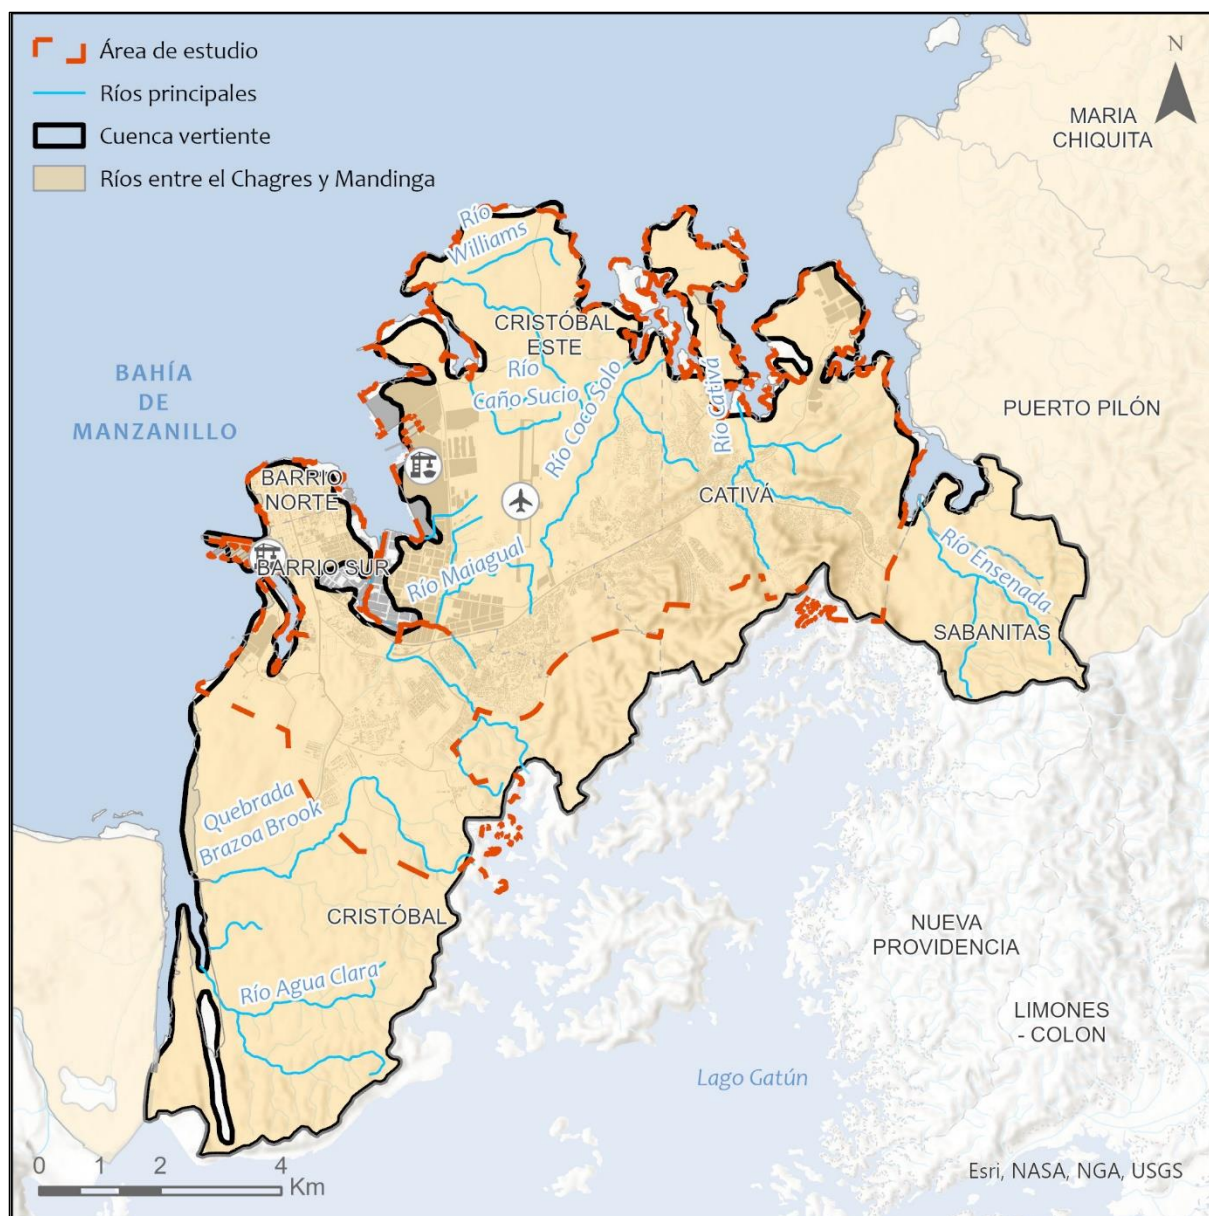 Área de estudio
Ríos principales
Cuenca vertiente
Ríos entre el Chagres y Mandinga
N
MARIA
CHIQUITA
Río
Williams
CRISTÓBAL
ESTE
Río
Caño Sucio
Río Coco Solo
Río Cativá
BAHÍA
DE
MANZANILLO
PUERTO PILÓN
BARRIO
NORTE
CATIVÁ
BARRIO SUR
Río Maiagual
Río Ensenada
SABANITAS
Quebrada
Brazoa Brook
CRISTÓBAL
NUEVA
PROVIDENCIA
Río Agua Clara
LIMONES
- COLON
Lago Gatún
0 1 2 4
Km
Esri, NASA, NGA, USGS